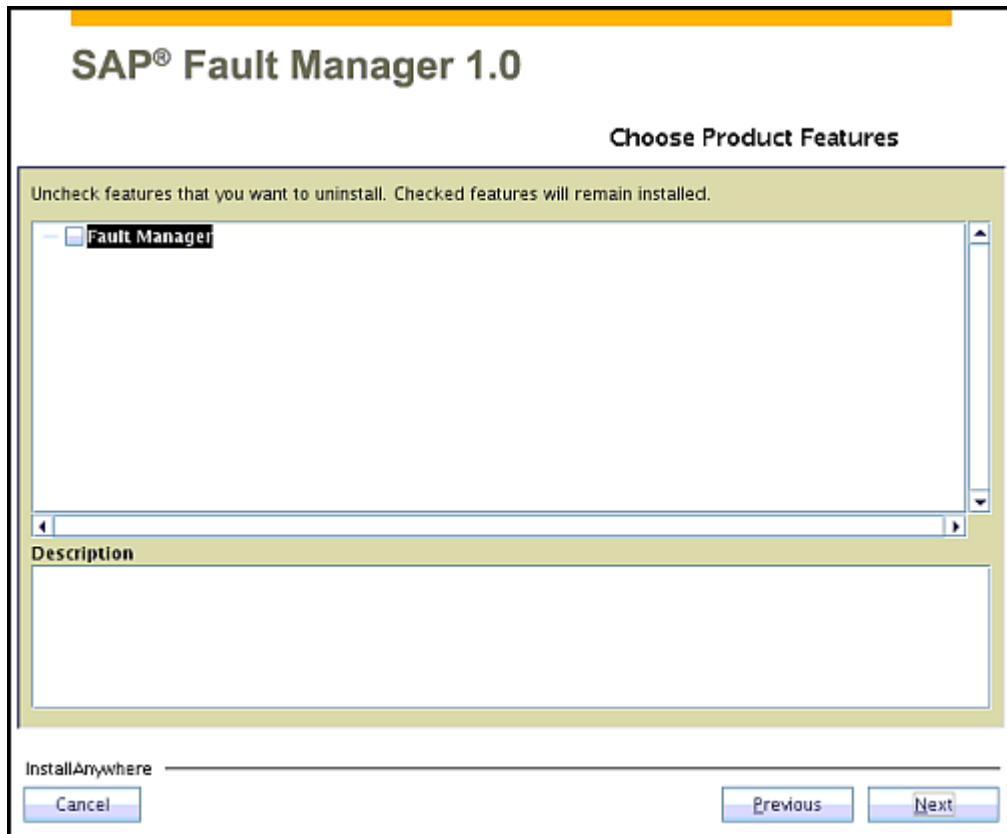 SAP® Fault Manager 1.0
Choose Product Features
Uncheck features that you want to uninstall. Checked features will remain installed.
Fault Manager
Description
InstallAnywhere
Cancel
Previous
Next